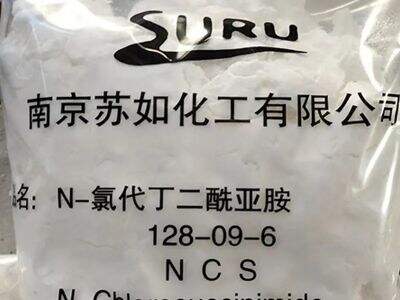 SURU
南京苏如化工有限公司
名: N-氯代丁二酰亚胺
128-09-6
N C S
N-Chlorosuccinimide